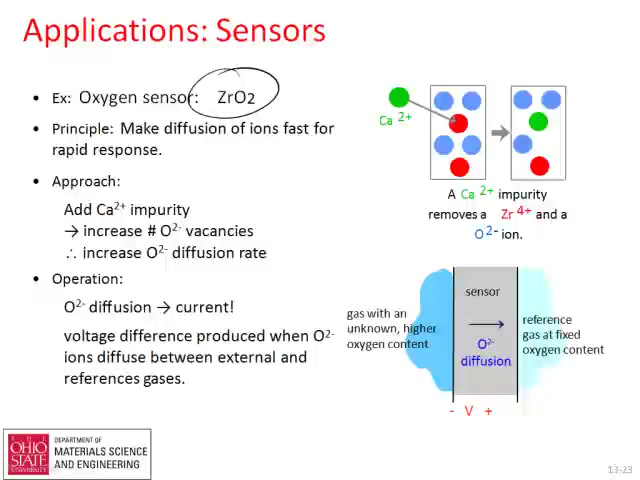 Applications: Sensors
• Ex: Oxygen sensor: ZrO2
• Principle: Make diffusion of ions fast for
rapid response.
• Approach:
Add Ca²⁺ impurity
→ increase # O²⁻ vacancies
∴ increase O²⁻ diffusion rate
• Operation:
O²⁻ diffusion → current!
voltage difference produced when O²⁻
ions diffuse between external and
references gases.
Ca 2+
A Ca 2+ impurity
removes a Zr 4+ and a
O 2- ion.
sensor
gas with an
unknown, higher
oxygen content
O²⁻
diffusion
reference
gas at fixed
oxygen content
- V +
THE
OHIO
STATE
UNIVERSITY
DEPARTMENT OF
MATERIALS SCIENCE
AND ENGINEERING
13-23